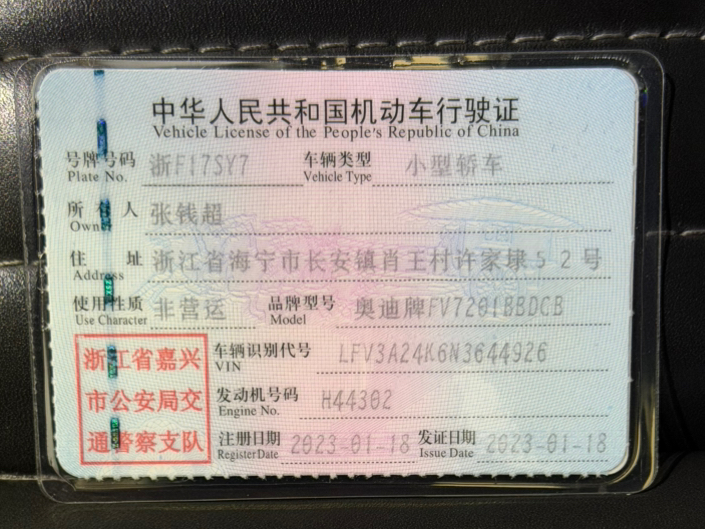 中华人民共和国机动车行驶证
Vehicle License of the People's Republic of China
号牌号码 浙F17SY7 车辆类型 小型轿车
Plate No. Vehicle Type
所有人 张钱超
Owner
住址 浙江省海宁市长安镇肖王村许家埭52号
Address
使用性质 非营运 品牌型号 奥迪牌FV7201BBDCB
Use Character Model
车辆识别代号 LFV3A24K6N3644926
VIN
发动机号码 H44302
Engine No.
注册日期 2023-01-18 发证日期 2023-01-18
Register Date Issue Date
浙江省嘉兴
市公安局交
通警察支队